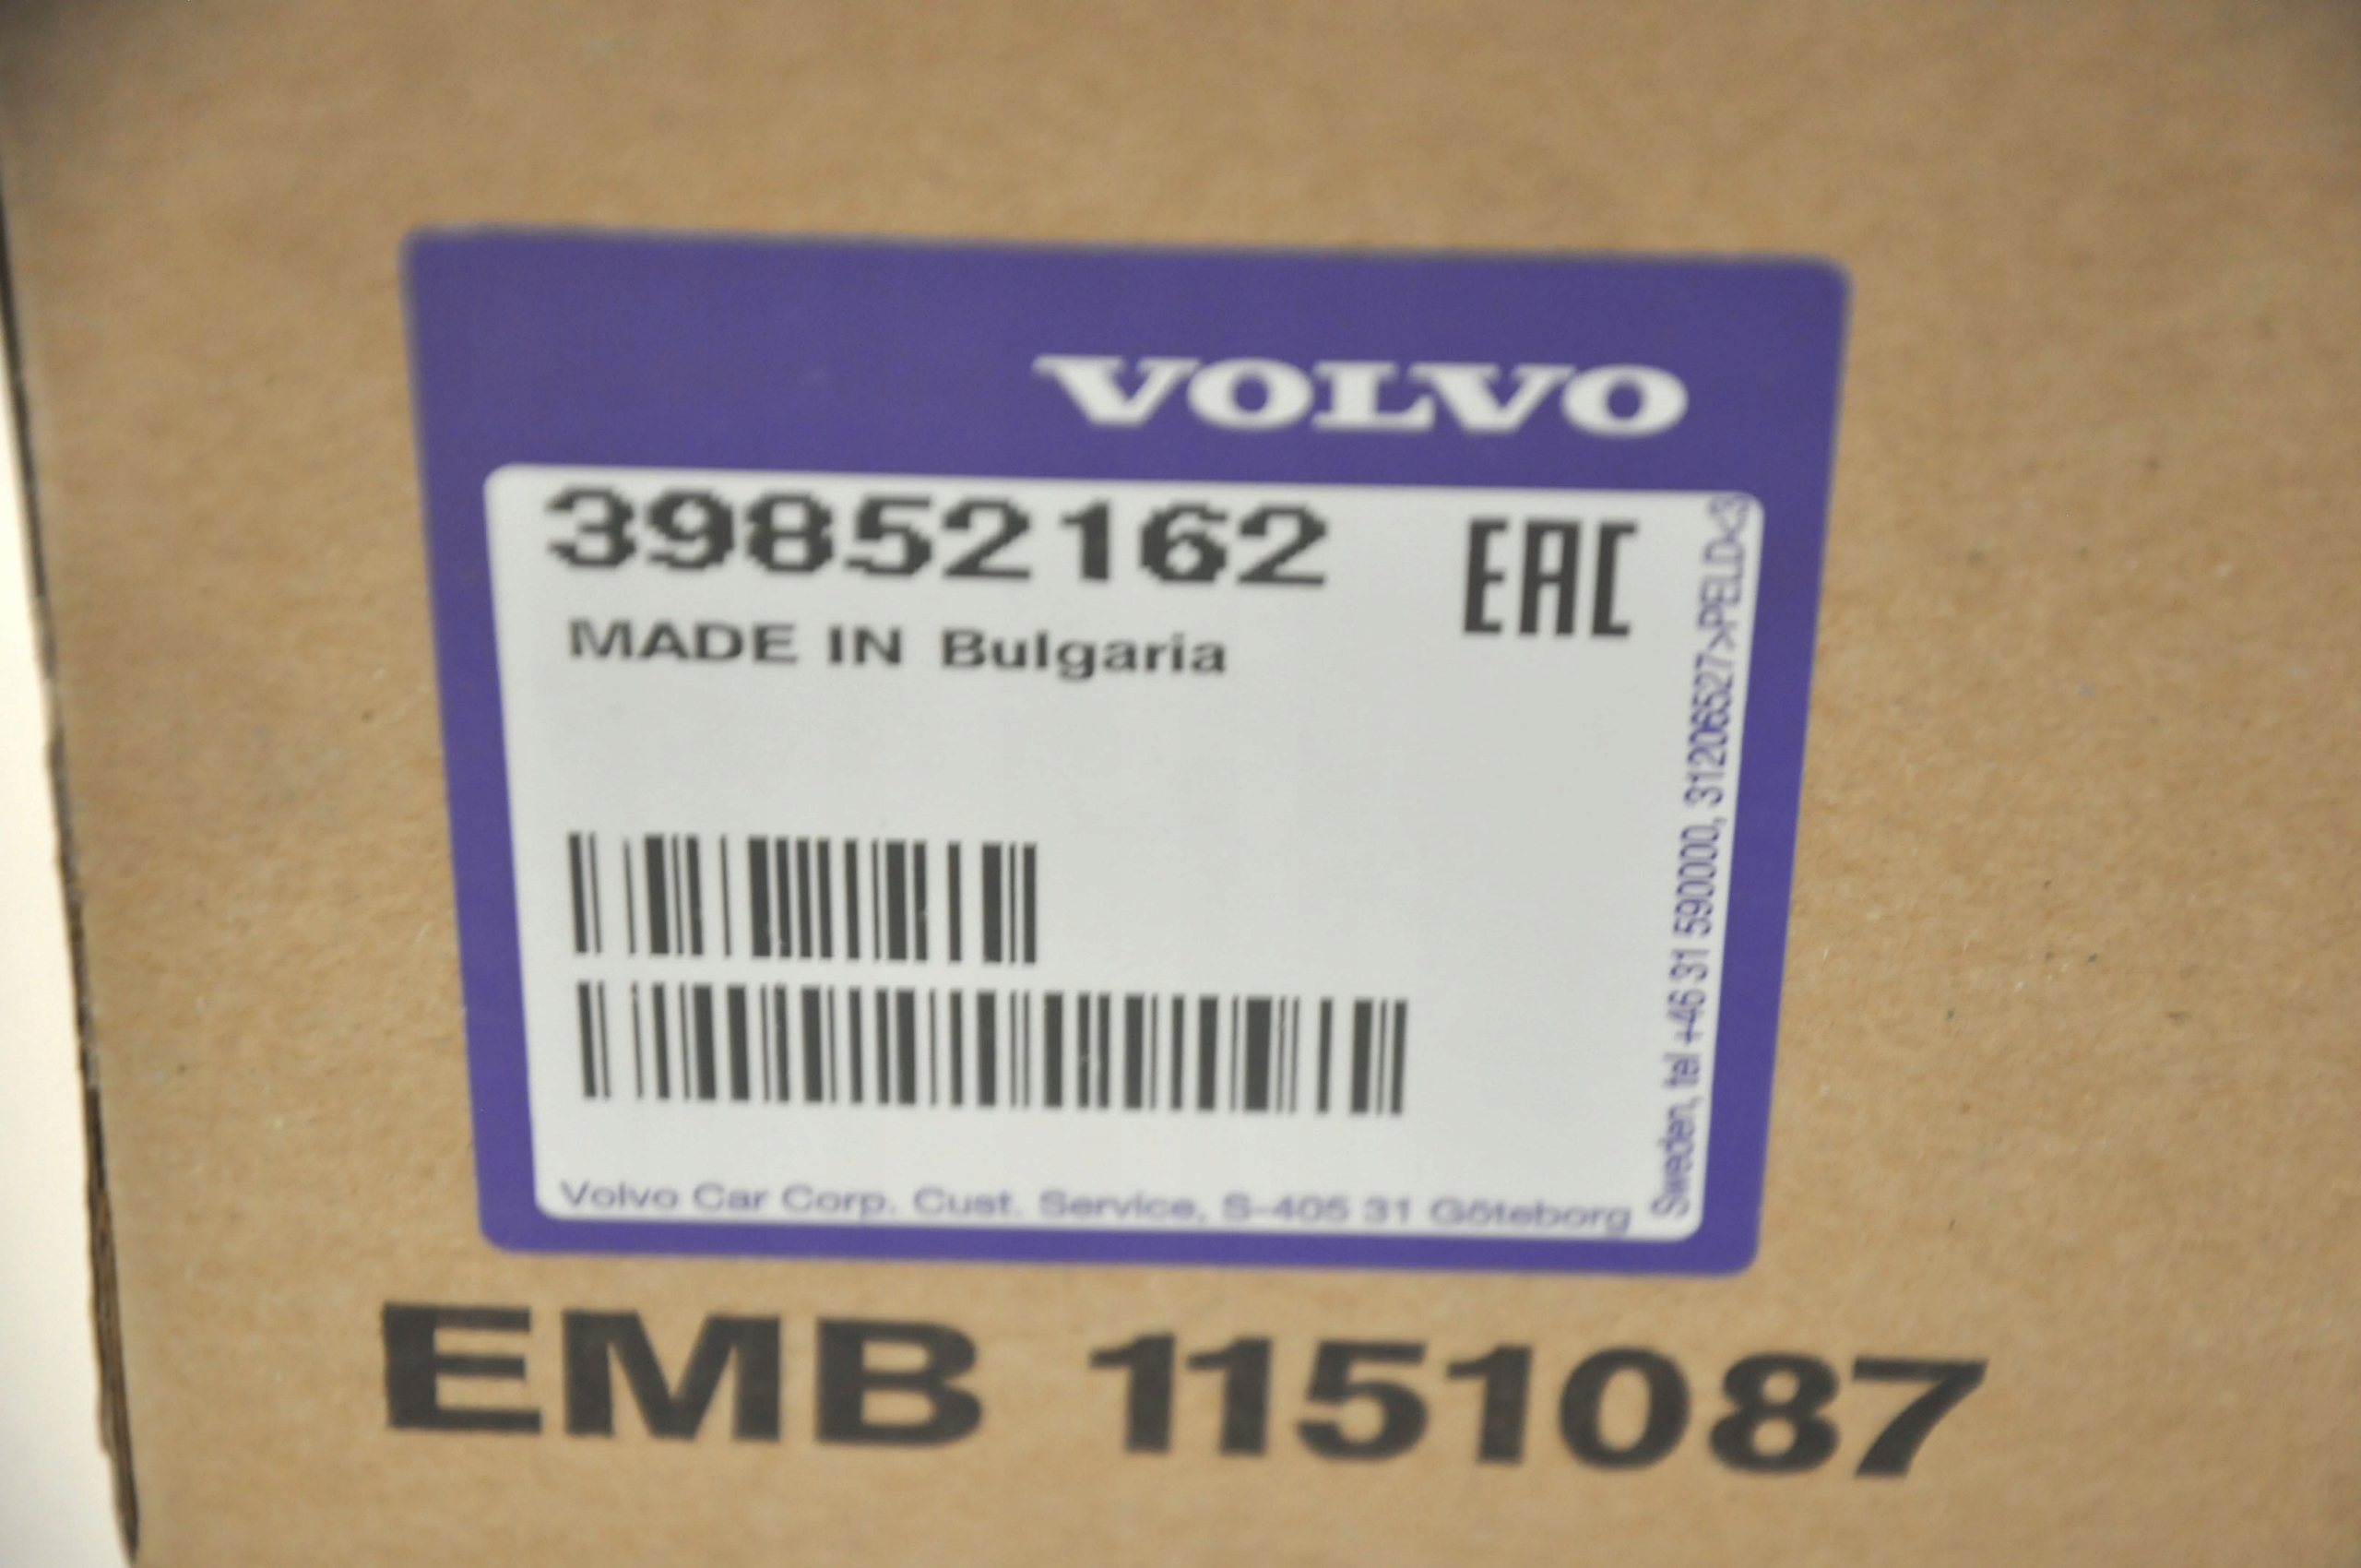 VOLVO
39852162
EAC
MADE IN Bulgaria
Volvo Car Corp. Cust. Service, S-405 31 Göteborg
Sweden, tel +46 31 590000, 31206527>PELD<3
EMB 1151087